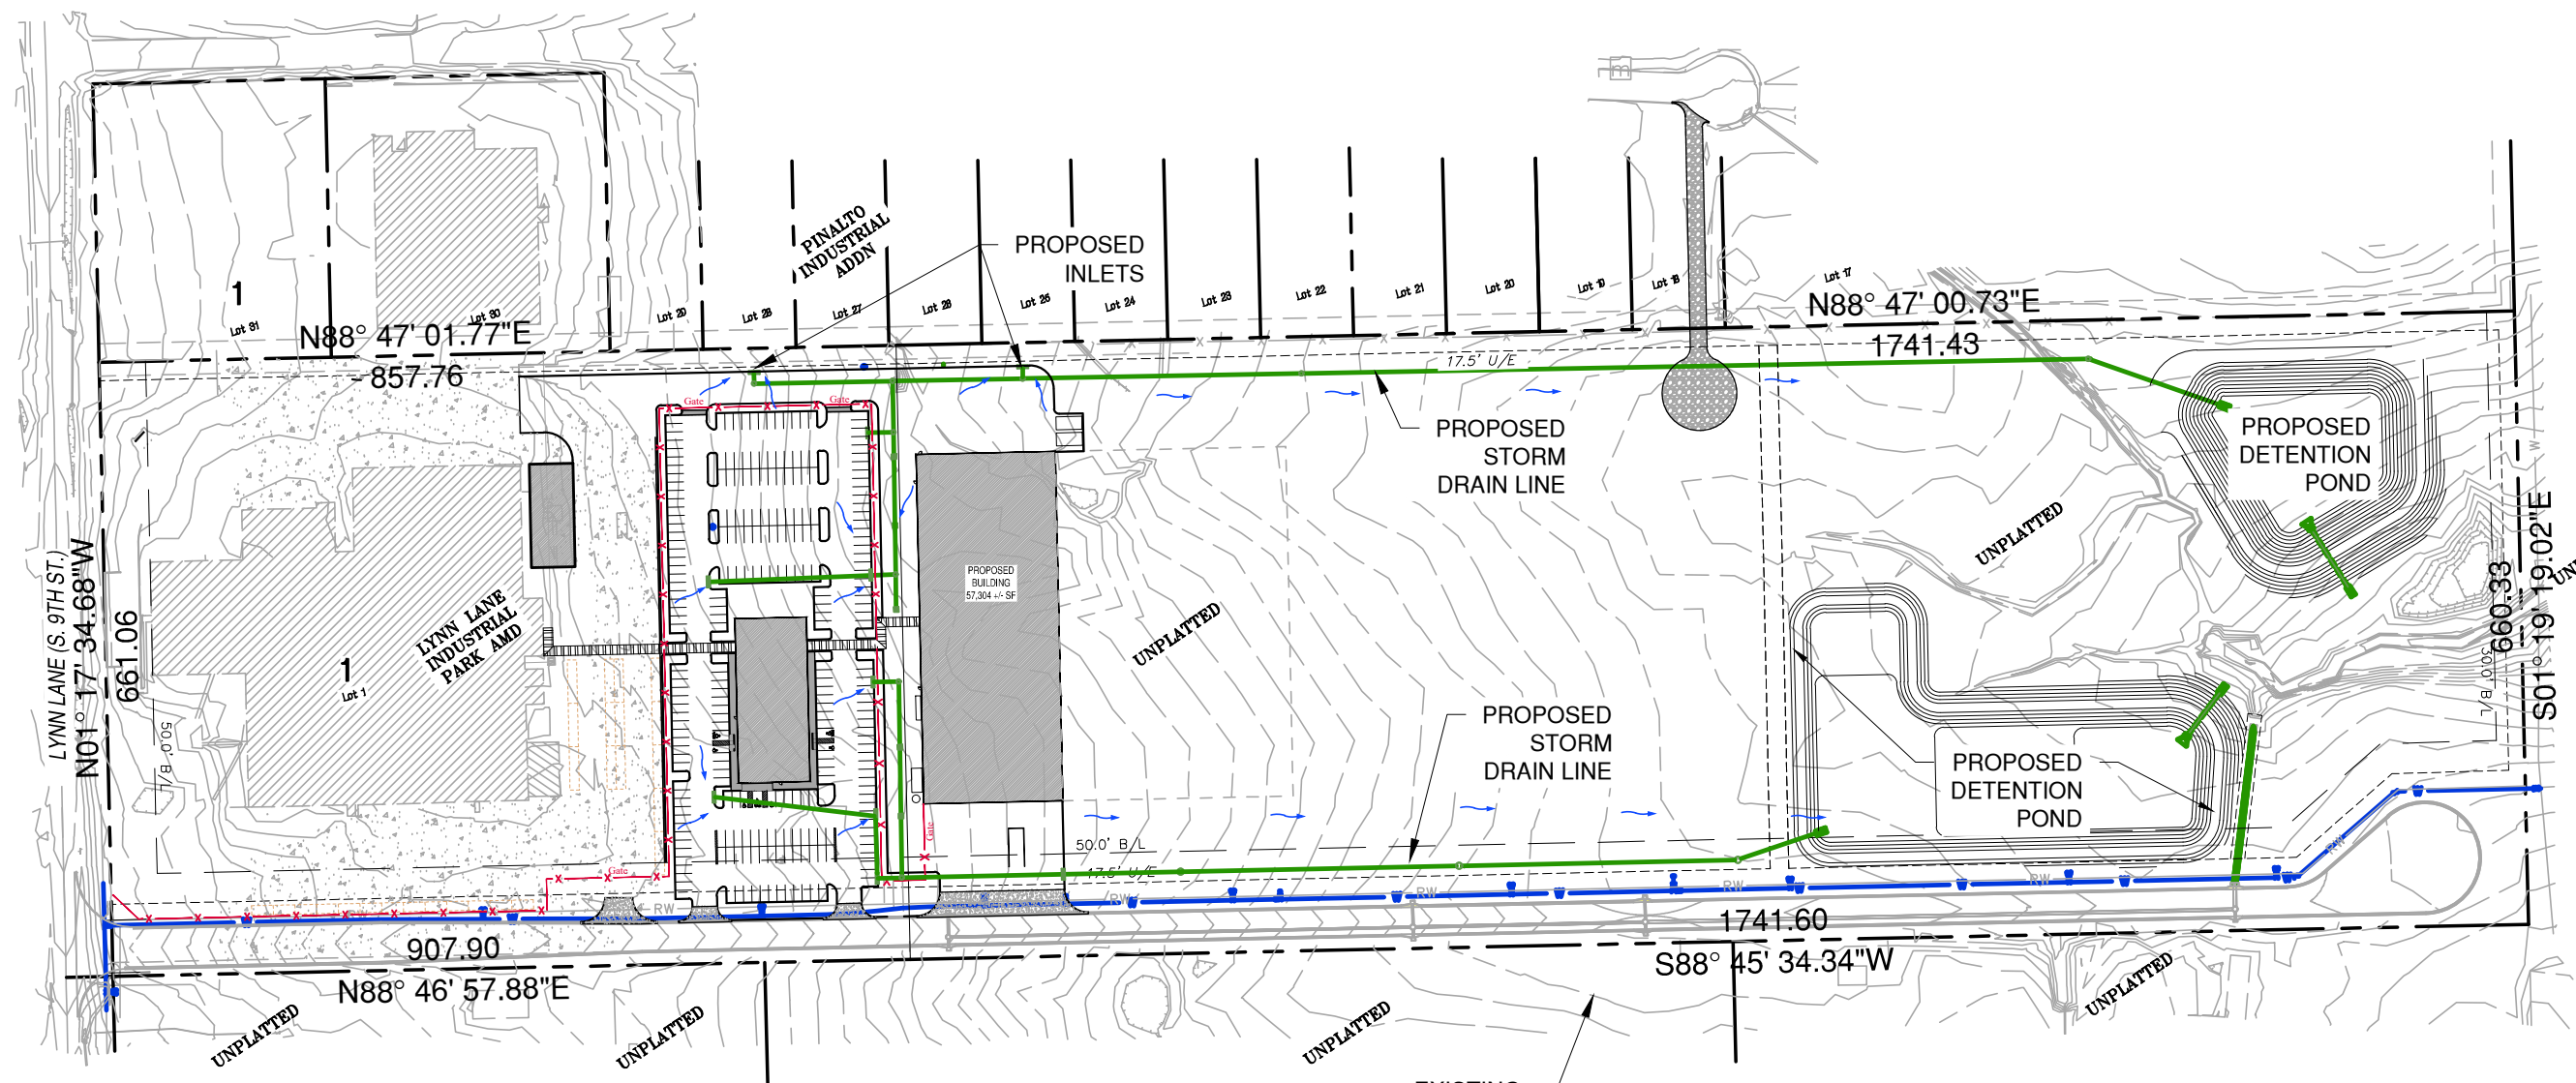 B
PINALTO
INDUSTRIAL
ADDN
PROPOSED
INLETS
1
Lot 31
Lot 30
Lot 29
Lot 28
Lot 27
Lot 26
Lot 25
Lot 24
Lot 23
Lot 22
Lot 21
Lot 20
Lot 19
Lot 18
Lot 17
N88° 47' 01.77"E
857.76
N88° 47' 00.73"E
1741.43
17.5' U/E
Gate
Gate
PROPOSED
STORM
DRAIN LINE
PROPOSED
DETENTION
POND
UNPLATTED
LYNN LANE (S. 9TH ST.)
N01° 17' 34.68"W
661.06
50.0' B/L
LYNN LANE
INDUSTRIAL
PARK AMD
1
Lot 1
PROPOSED
BUILDING
57,304 +/- SF
UNPLATTED
PROPOSED
STORM
DRAIN LINE
PROPOSED
DETENTION
POND
660.33
S01° 19' 19.02"E
30.0' B/L
W
Gate
50.0' B/L
17.5' U/E
Gate
RW
RW
RW
RW
RW
RW
907.90
N88° 46' 57.88"E
1741.60
S88° 45' 34.34"W
UNPLATTED
UNPLATTED
UNPLATTED
UNPLATTED